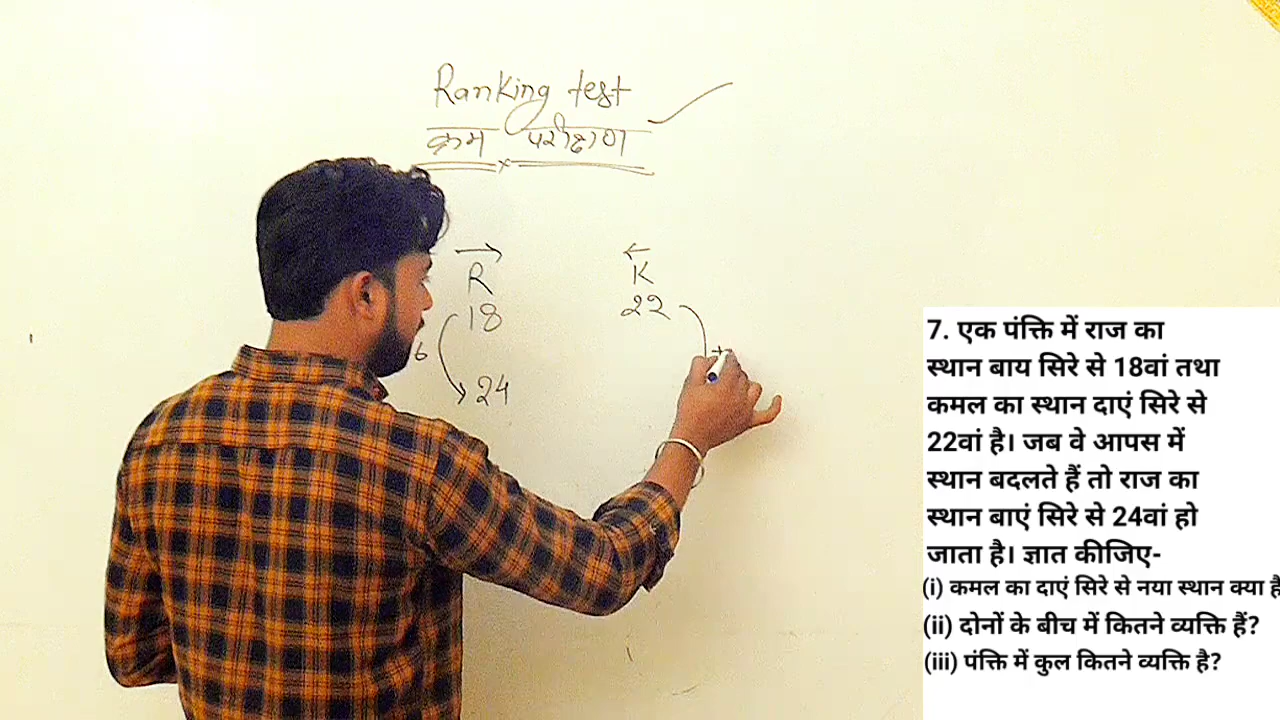 Ranking test
क्रम परीक्षण
R
K
18
22
6
24
+
7. एक पंक्ति में राज का
स्थान बाय सिरे से 18वां तथा
कमल का स्थान दाएं सिरे से
22वां है। जब वे आपस में
स्थान बदलते हैं तो राज का
स्थान बाएं सिरे से 24वां हो
जाता है। ज्ञात कीजिए-
(i) कमल का दाएं सिरे से नया स्थान क्या है
(ii) दोनों के बीच में कितने व्यक्ति हैं?
(iii) पंक्ति में कुल कितने व्यक्ति है?